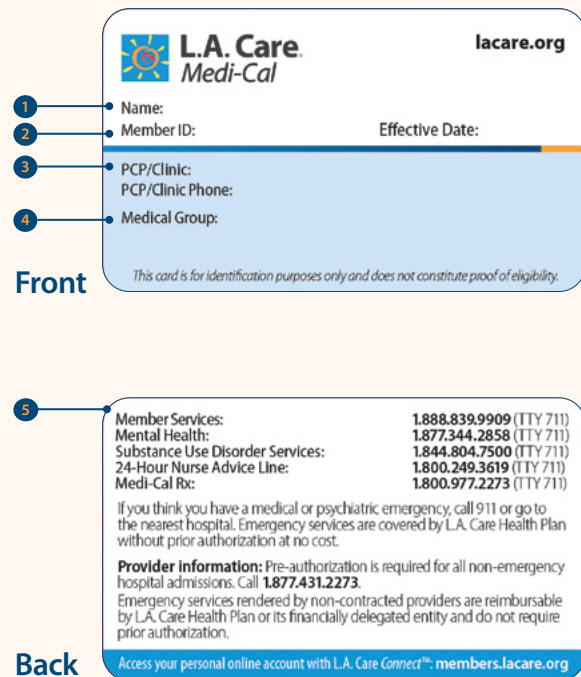 L.A. Care.
Medi-Cal
lacare.org
1 Name:
2 Member ID: Effective Date:
3 PCP/Clinic:
PCP/Clinic Phone:
4 Medical Group:
This card is for identification purposes only and does not constitute proof of eligibility.
Front
5
Member Services: 1.888.839.9909 (TTY 711)
Mental Health: 1.877.344.2858 (TTY 711)
Substance Use Disorder Services: 1.844.804.7500 (TTY 711)
24-Hour Nurse Advice Line: 1.800.249.3619 (TTY 711)
Medi-Cal Rx: 1.800.977.2273 (TTY 711)
If you think you have a medical or psychiatric emergency, call 911 or go to
the nearest hospital. Emergency services are covered by L.A. Care Health Plan
without prior authorization at no cost.
Provider information: Pre-authorization is required for all non-emergency
hospital admissions. Call 1.877.431.2273.
Emergency services rendered by non-contracted providers are reimbursable
by L.A. Care Health Plan or its financially delegated entity and do not require
prior authorization.
Access your personal online account with L.A. Care Connect™: members.lacare.org
Back